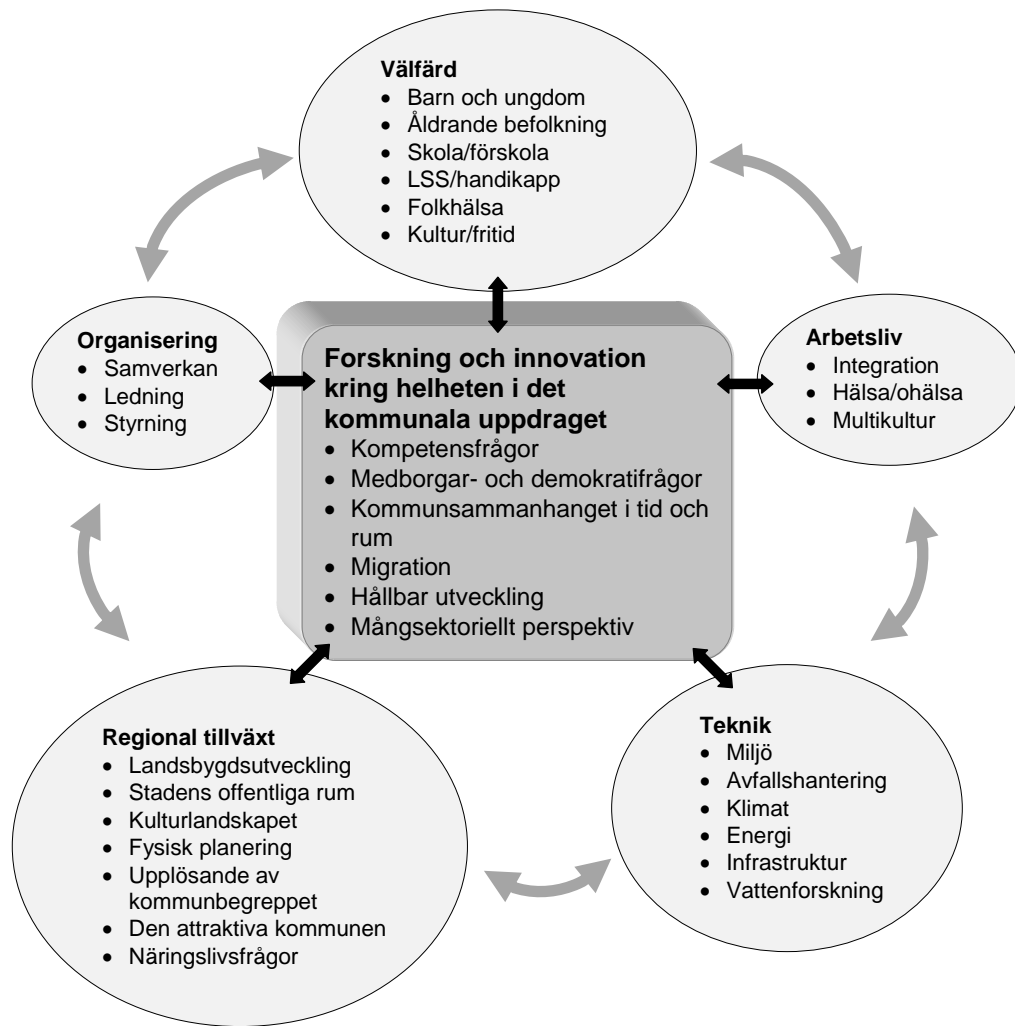 Välfärd
• Barn och ungdom
• Åldrande befolkning
• Skola/förskola
• LSS/handikapp
• Folkhälsa
• Kultur/fritid
Organisering
• Samverkan
• Ledning
• Styrning
Forskning och innovation
kring helheten i det
kommunala uppdraget
• Kompetensfrågor
• Medborgar- och demokratifrågor
• Kommunsammanhanget i tid och
rum
• Migration
• Hållbar utveckling
• Mångsektoriellt perspektiv
Arbetsliv
• Integration
• Hälsa/ohälsa
• Multikultur
Regional tillväxt
• Landsbygdsutveckling
• Stadens offentliga rum
• Kulturlandskapet
• Fysisk planering
• Upplösande av
kommunbegreppet
• Den attraktiva kommunen
• Näringslivsfrågor
Teknik
• Miljö
• Avfallshantering
• Klimat
• Energi
• Infrastruktur
• Vattenforskning